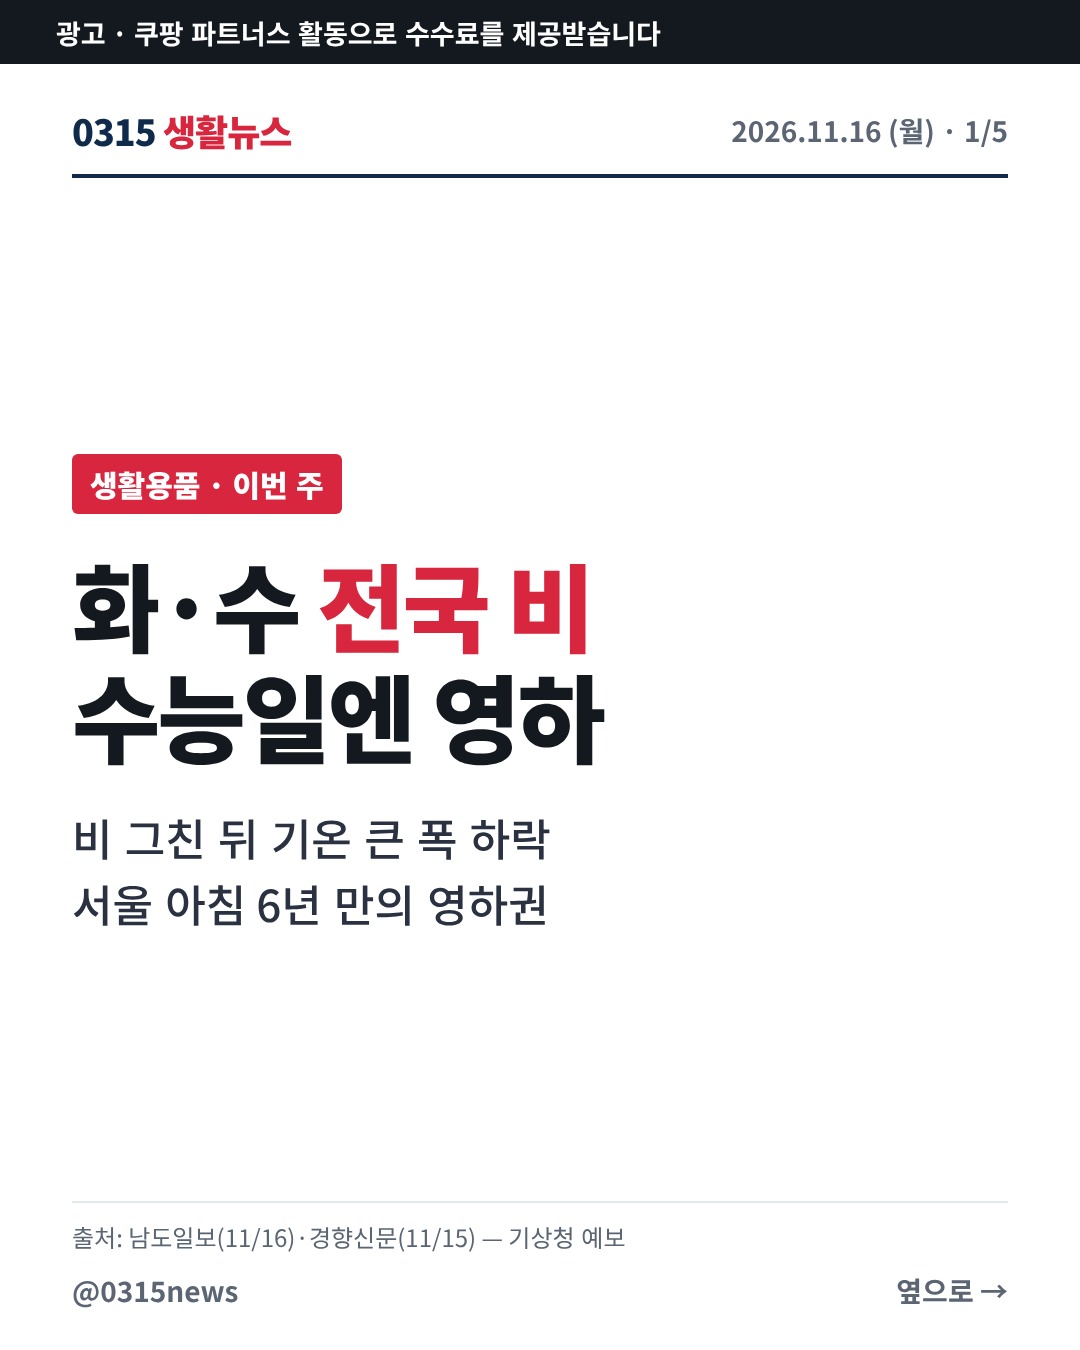 광고 · 쿠팡 파트너스 활동으로 수수료를 제공받습니다
0315 생활뉴스
2026.11.16 (월) · 1/5
생활용품 · 이번 주
화·수 전국 비
수능일엔 영하
비 그친 뒤 기온 큰 폭 하락
서울 아침 6년 만의 영하권
출처: 남도일보(11/16)·경향신문(11/15) — 기상청 예보
@0315news
옆으로 →